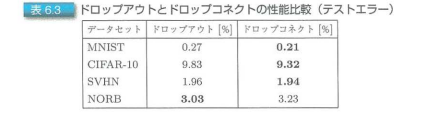 表 6.3 ドロップアウトとドロップコネクトの性能比較（テストエラー）
データセット ドロップアウト [%] ドロップコネクト [%]
MNIST 0.27 0.21
CIFAR-10 9.83 9.32
SVHN 1.96 1.94
NORB 3.03 3.23